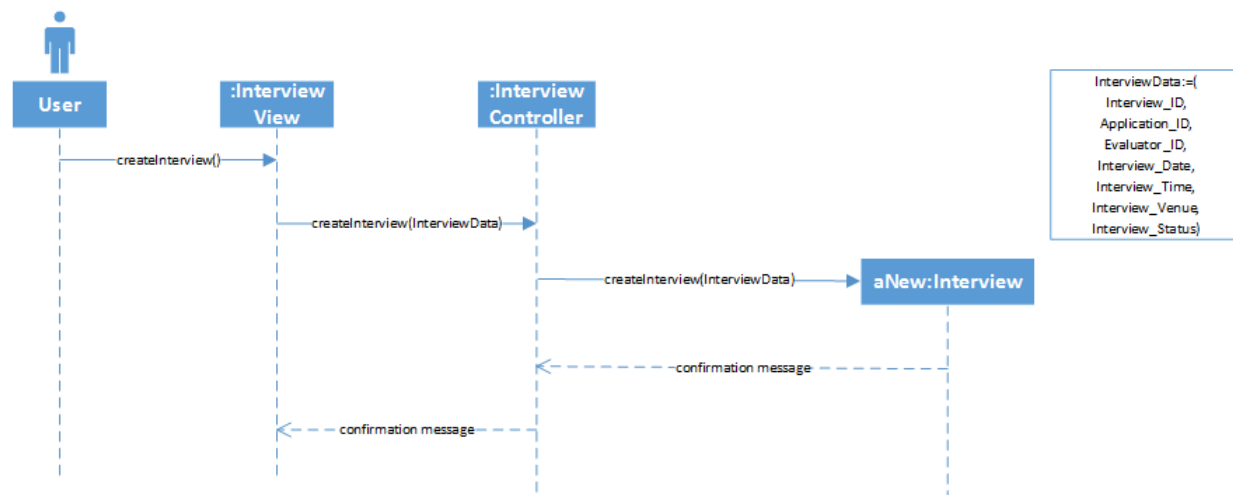 User
:Interview
View
:Interview
Controller
InterviewData:=(
Interview_ID,
Application_ID,
Evaluator_ID,
Interview_Date,
Interview_Time,
Interview_Venue,
Interview_Status)
createInterview()
createInterview(InterviewData)
createInterview(InterviewData)
aNew:Interview
confirmation message
confirmation message